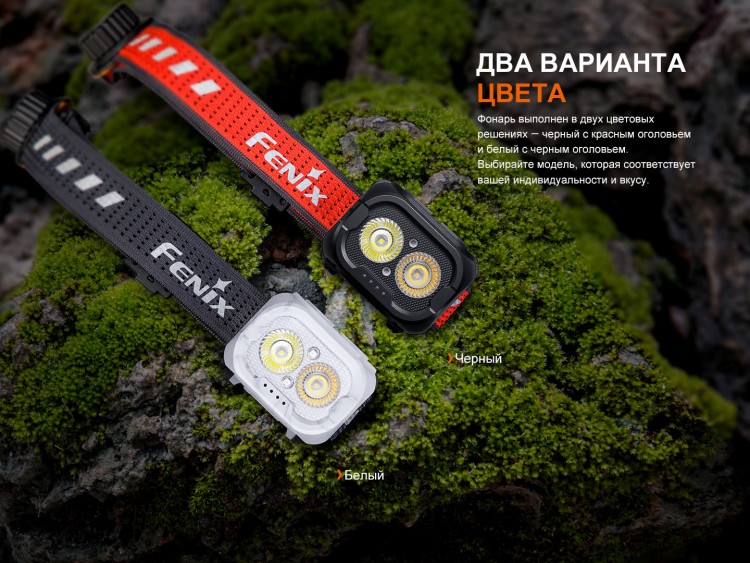 ДВА ВАРИАНТА
ЦВЕТА
Фонарь выполнен в двух цветовых
решениях — черный с красным оголовьем
и белый с черным оголовьем.
Выбирайте модель, которая соответствует
вашей индивидуальности и вкусу.
FENIX
FENIX
Черный
Белый